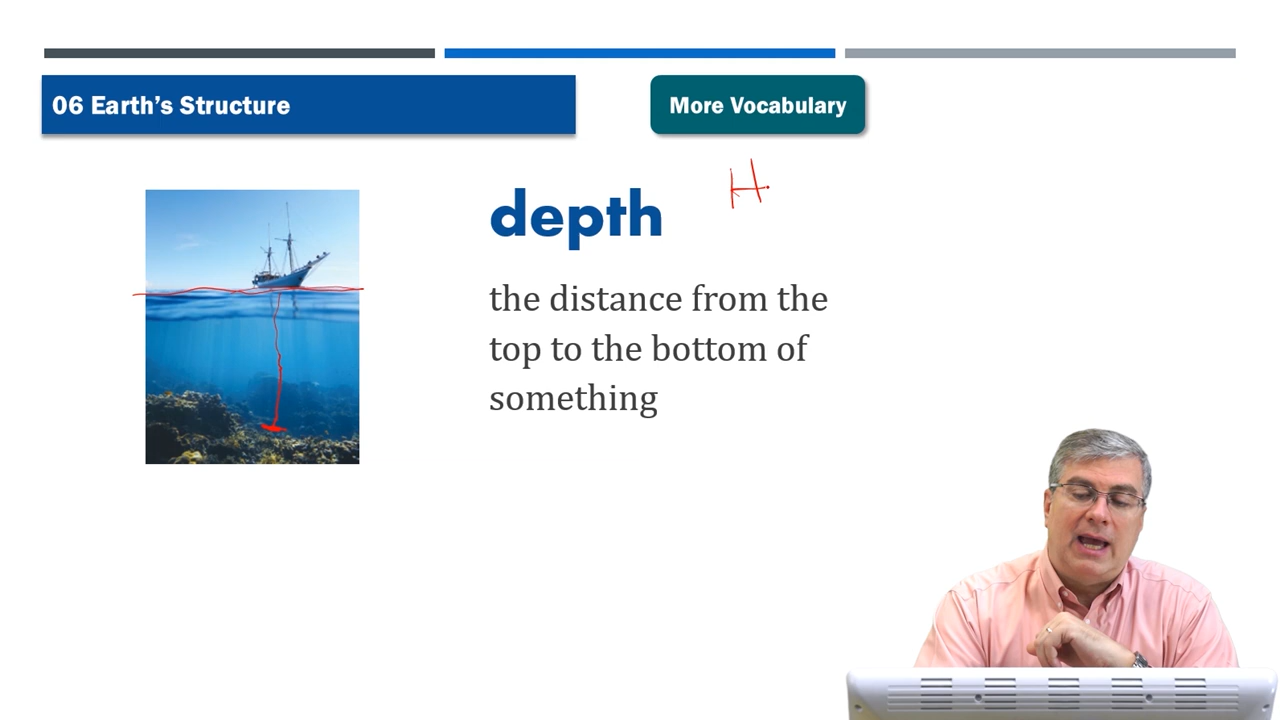 06 Earth's Structure
More Vocabulary
depth
H
the distance from the
top to the bottom of
something